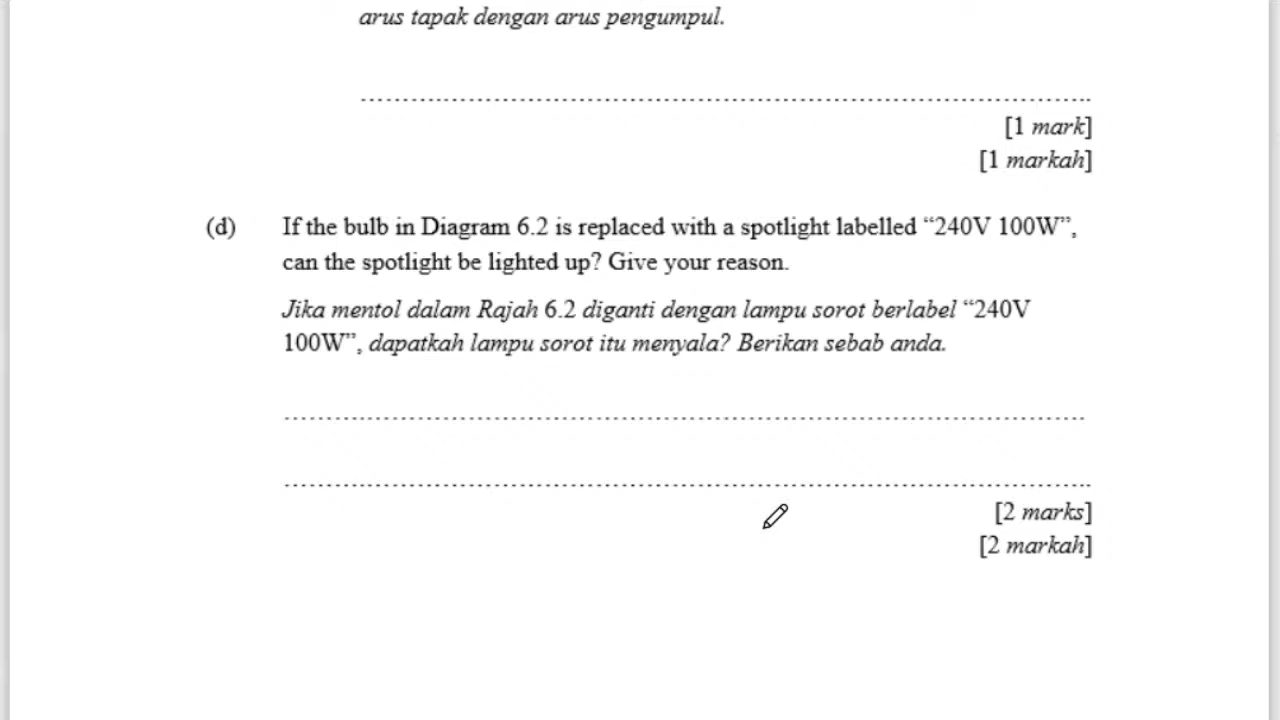 arus tapak dengan arus pengumpul.
................................................................................
[1 mark]
[1 markah]
(d) If the bulb in Diagram 6.2 is replaced with a spotlight labelled “240V 100W”,
can the spotlight be lighted up? Give your reason.
Jika mentol dalam Rajah 6.2 diganti dengan lampu sorot berlabel “240V
100W”, dapatkah lampu sorot itu menyala? Berikan sebab anda.
................................................................................
................................................................................
[2 marks]
[2 markah]